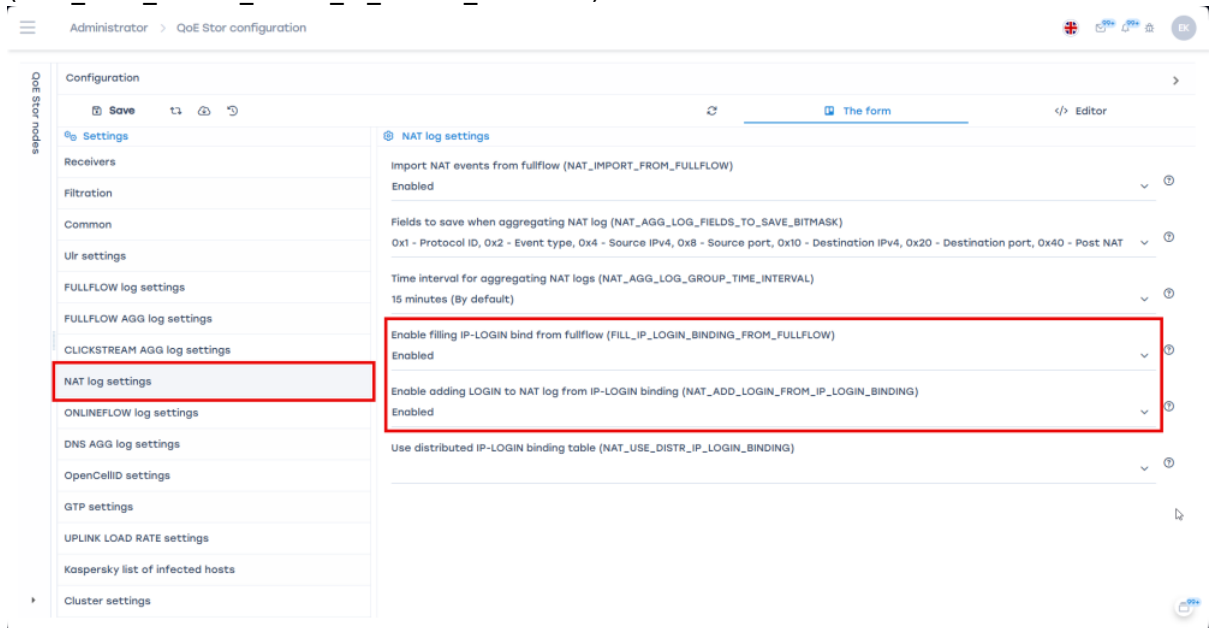 Administrator > QoE Stor configuration
99+ 99+ EK
QoE Stor nodes
Configuration
Save
The form
</> Editor
Settings
Receivers
Filtration
Common
Ulr settings
FULLFLOW log settings
FULLFLOW AGG log settings
CLICKSTREAM AGG log settings
NAT log settings
ONLINEFLOW log settings
DNS AGG log settings
OpenCellID settings
GTP settings
UPLINK LOAD RATE settings
Kaspersky list of infected hosts
Cluster settings
NAT log settings
Import NAT events from fullflow (NAT_IMPORT_FROM_FULLFLOW)
Enabled
Fields to save when aggregating NAT log (NAT_AGG_LOG_FIELDS_TO_SAVE_BITMASK)
0x1 - Protocol ID, 0x2 - Event type, 0x4 - Source IPv4, 0x8 - Source port, 0x10 - Destination IPv4, 0x20 - Destination port, 0x40 - Post NAT
Time interval for aggregating NAT logs (NAT_AGG_LOG_GROUP_TIME_INTERVAL)
15 minutes (By default)
Enable filling IP-LOGIN bind from fullflow (FILL_IP_LOGIN_BINDING_FROM_FULLFLOW)
Enabled
Enable adding LOGIN to NAT log from IP-LOGIN binding (NAT_ADD_LOGIN_FROM_IP_LOGIN_BINDING)
Enabled
Use distributed IP-LOGIN binding table (NAT_USE_DISTR_IP_LOGIN_BINDING)
99+